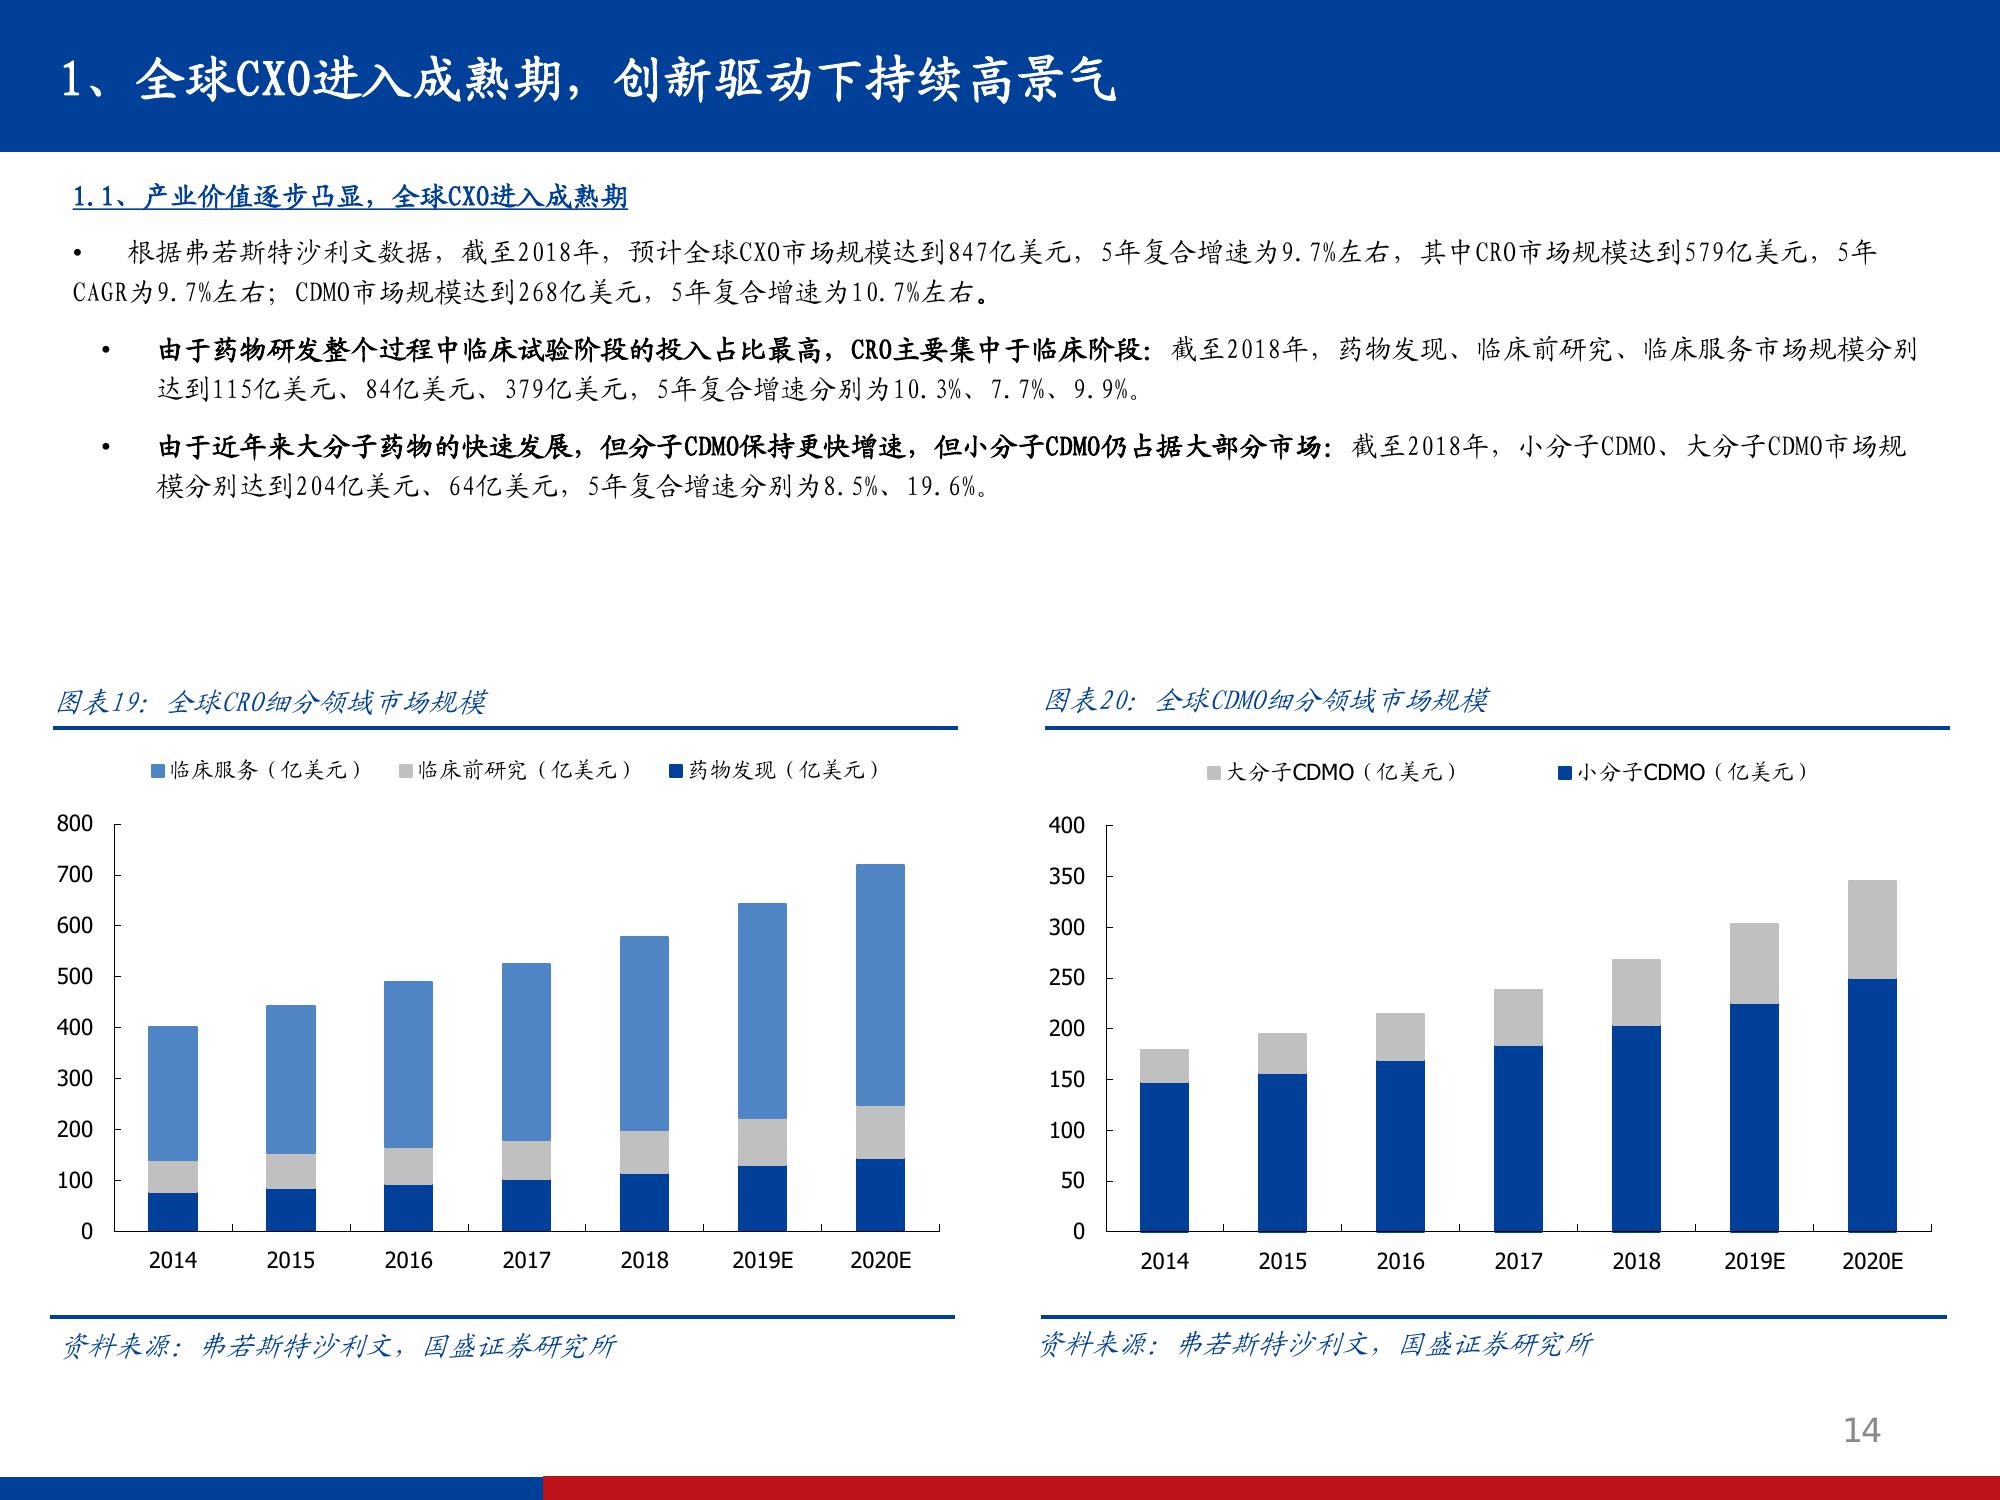 1、全球CXO进入成熟期，创新驱动下持续高景气
1.1、产业价值逐步凸显，全球CXO进入成熟期
• 根据弗若斯特沙利文数据，截至2018年，预计全球CXO市场规模达到847亿美元，5年复合增速为9.7%左右，其中CRO市场规模达到579亿美元，5年
CAGR为9.7%左右；CDMO市场规模达到268亿美元，5年复合增速为10.7%左右。
• 由于药物研发整个过程中临床试验阶段的投入占比最高，CRO主要集中于临床阶段：截至2018年，药物发现、临床前研究、临床服务市场规模分别
达到115亿美元、84亿美元、379亿美元，5年复合增速分别为10.3%、7.7%、9.9%。
• 由于近年来大分子药物的快速发展，但分子CDMO保持更快增速，但小分子CDMO仍占据大部分市场：截至2018年，小分子CDMO、大分子CDMO市场规
模分别达到204亿美元、64亿美元，5年复合增速分别为8.5%、19.6%。
图表19：全球CRO细分领域市场规模
临床服务（亿美元） 临床前研究（亿美元） 药物发现（亿美元）
800
700
600
500
400
300
200
100
0
2014 2015 2016 2017 2018 2019E 2020E
资料来源：弗若斯特沙利文，国盛证券研究所
图表20：全球CDMO细分领域市场规模
大分子CDMO（亿美元） 小分子CDMO（亿美元）
400
350
300
250
200
150
100
50
0
2014 2015 2016 2017 2018 2019E 2020E
资料来源：弗若斯特沙利文，国盛证券研究所
14